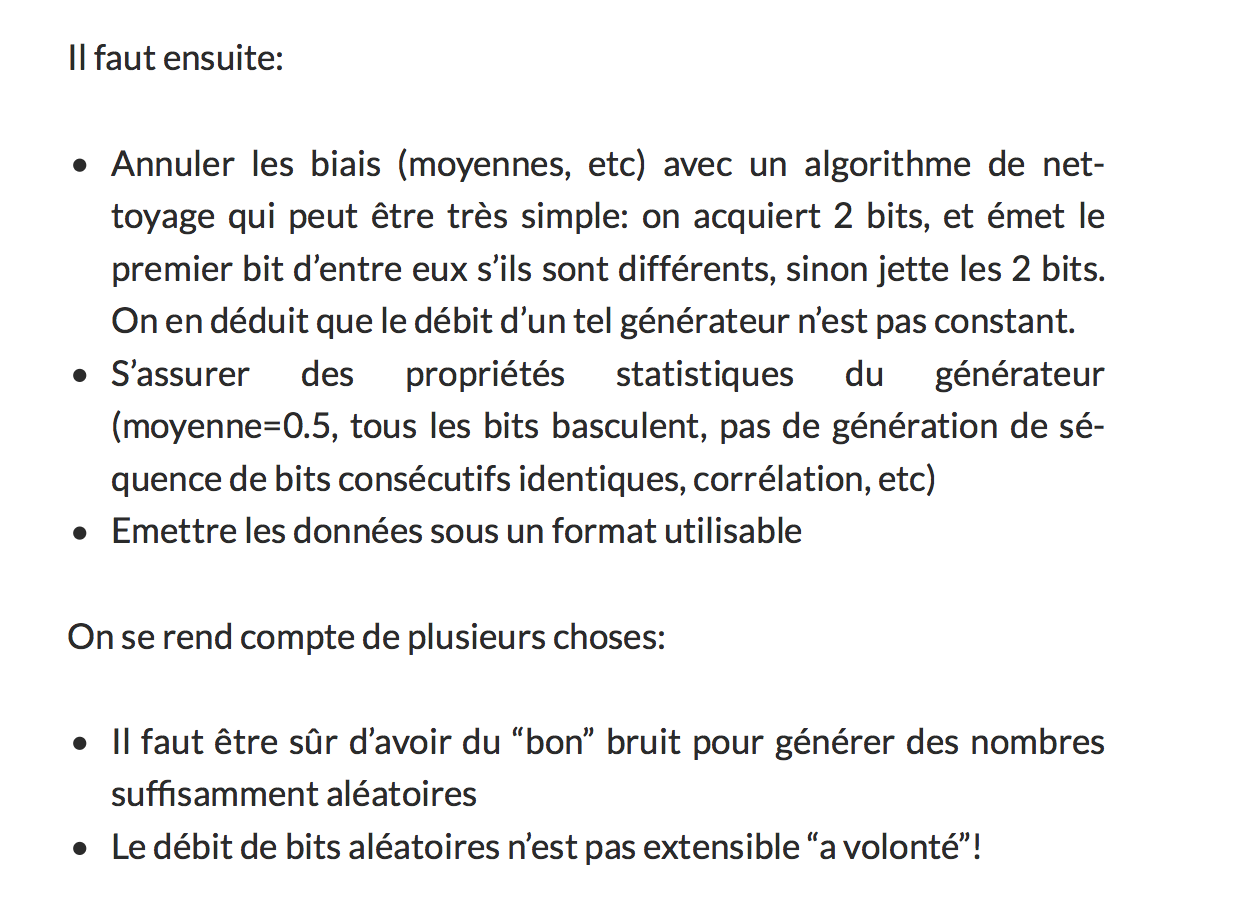 Il faut ensuite:
• Annuler les biais (moyennes, etc) avec un algorithme de net-
toyage qui peut être très simple: on acquiert 2 bits, et émet le
premier bit d’entre eux s’ils sont différents, sinon jette les 2 bits.
On en déduit que le débit d’un tel générateur n’est pas constant.
• S’assurer des propriétés statistiques du générateur
(moyenne=0.5, tous les bits basculent, pas de génération de sé-
quence de bits consécutifs identiques, corrélation, etc)
• Emettre les données sous un format utilisable
On se rend compte de plusieurs choses:
• Il faut être sûr d’avoir du “bon” bruit pour générer des nombres
suffisamment aléatoires
• Le débit de bits aléatoires n’est pas extensible “a volonté”!